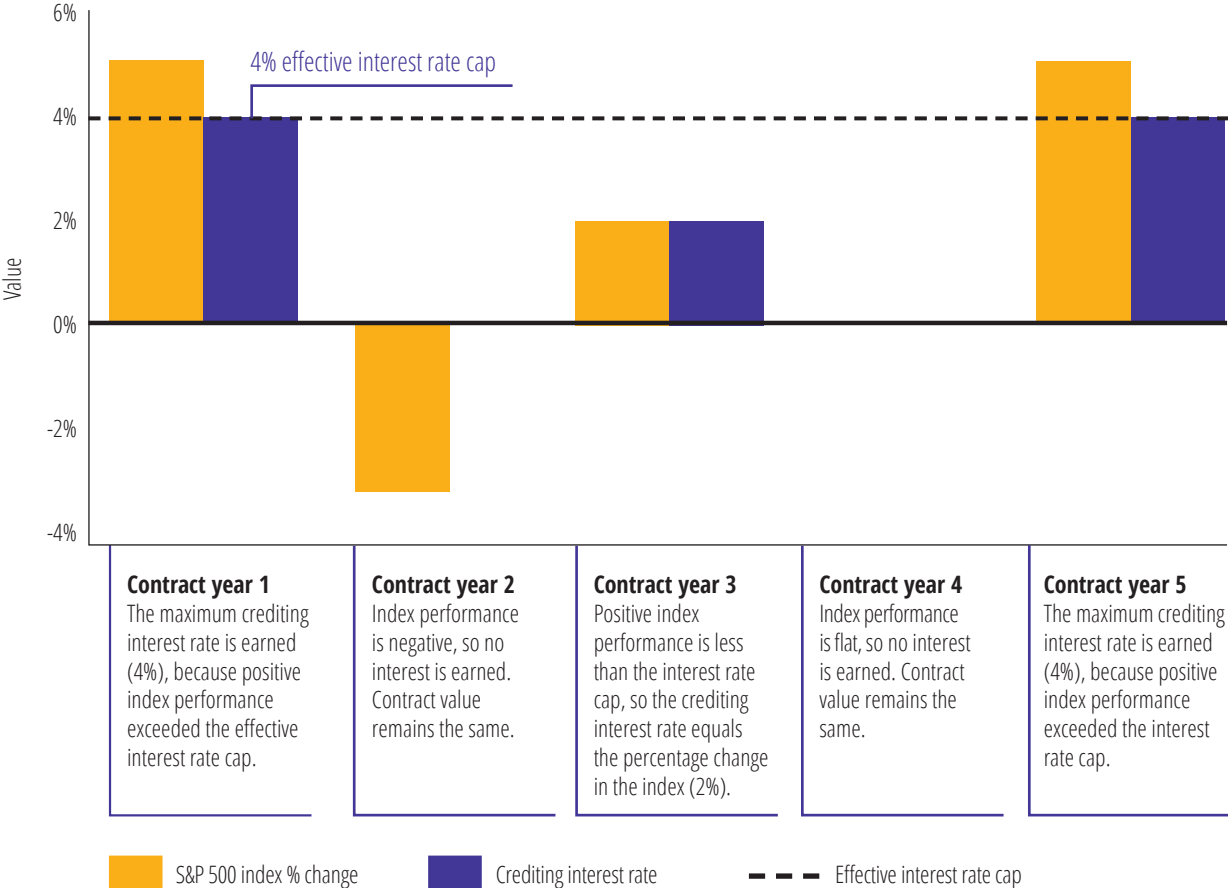 6%
4% effective interest rate cap
4%
2%
Value
0%
-2%
-4%
Contract year 1
The maximum crediting
interest rate is earned
(4%), because positive
index performance
exceeded the effective
interest rate cap.
Contract year 2
Index performance
is negative, so no
interest is earned.
Contract value
remains the same.
Contract year 3
Positive index
performance is less
than the interest rate
cap, so the crediting
interest rate equals
the percentage change
in the index (2%).
Contract year 4
Index performance
is flat, so no interest
is earned. Contract
value remains the
same.
Contract year 5
The maximum crediting
interest rate is earned
(4%), because positive
index performance
exceeded the interest
rate cap.
S&P 500 index % change
Crediting interest rate
Effective interest rate cap